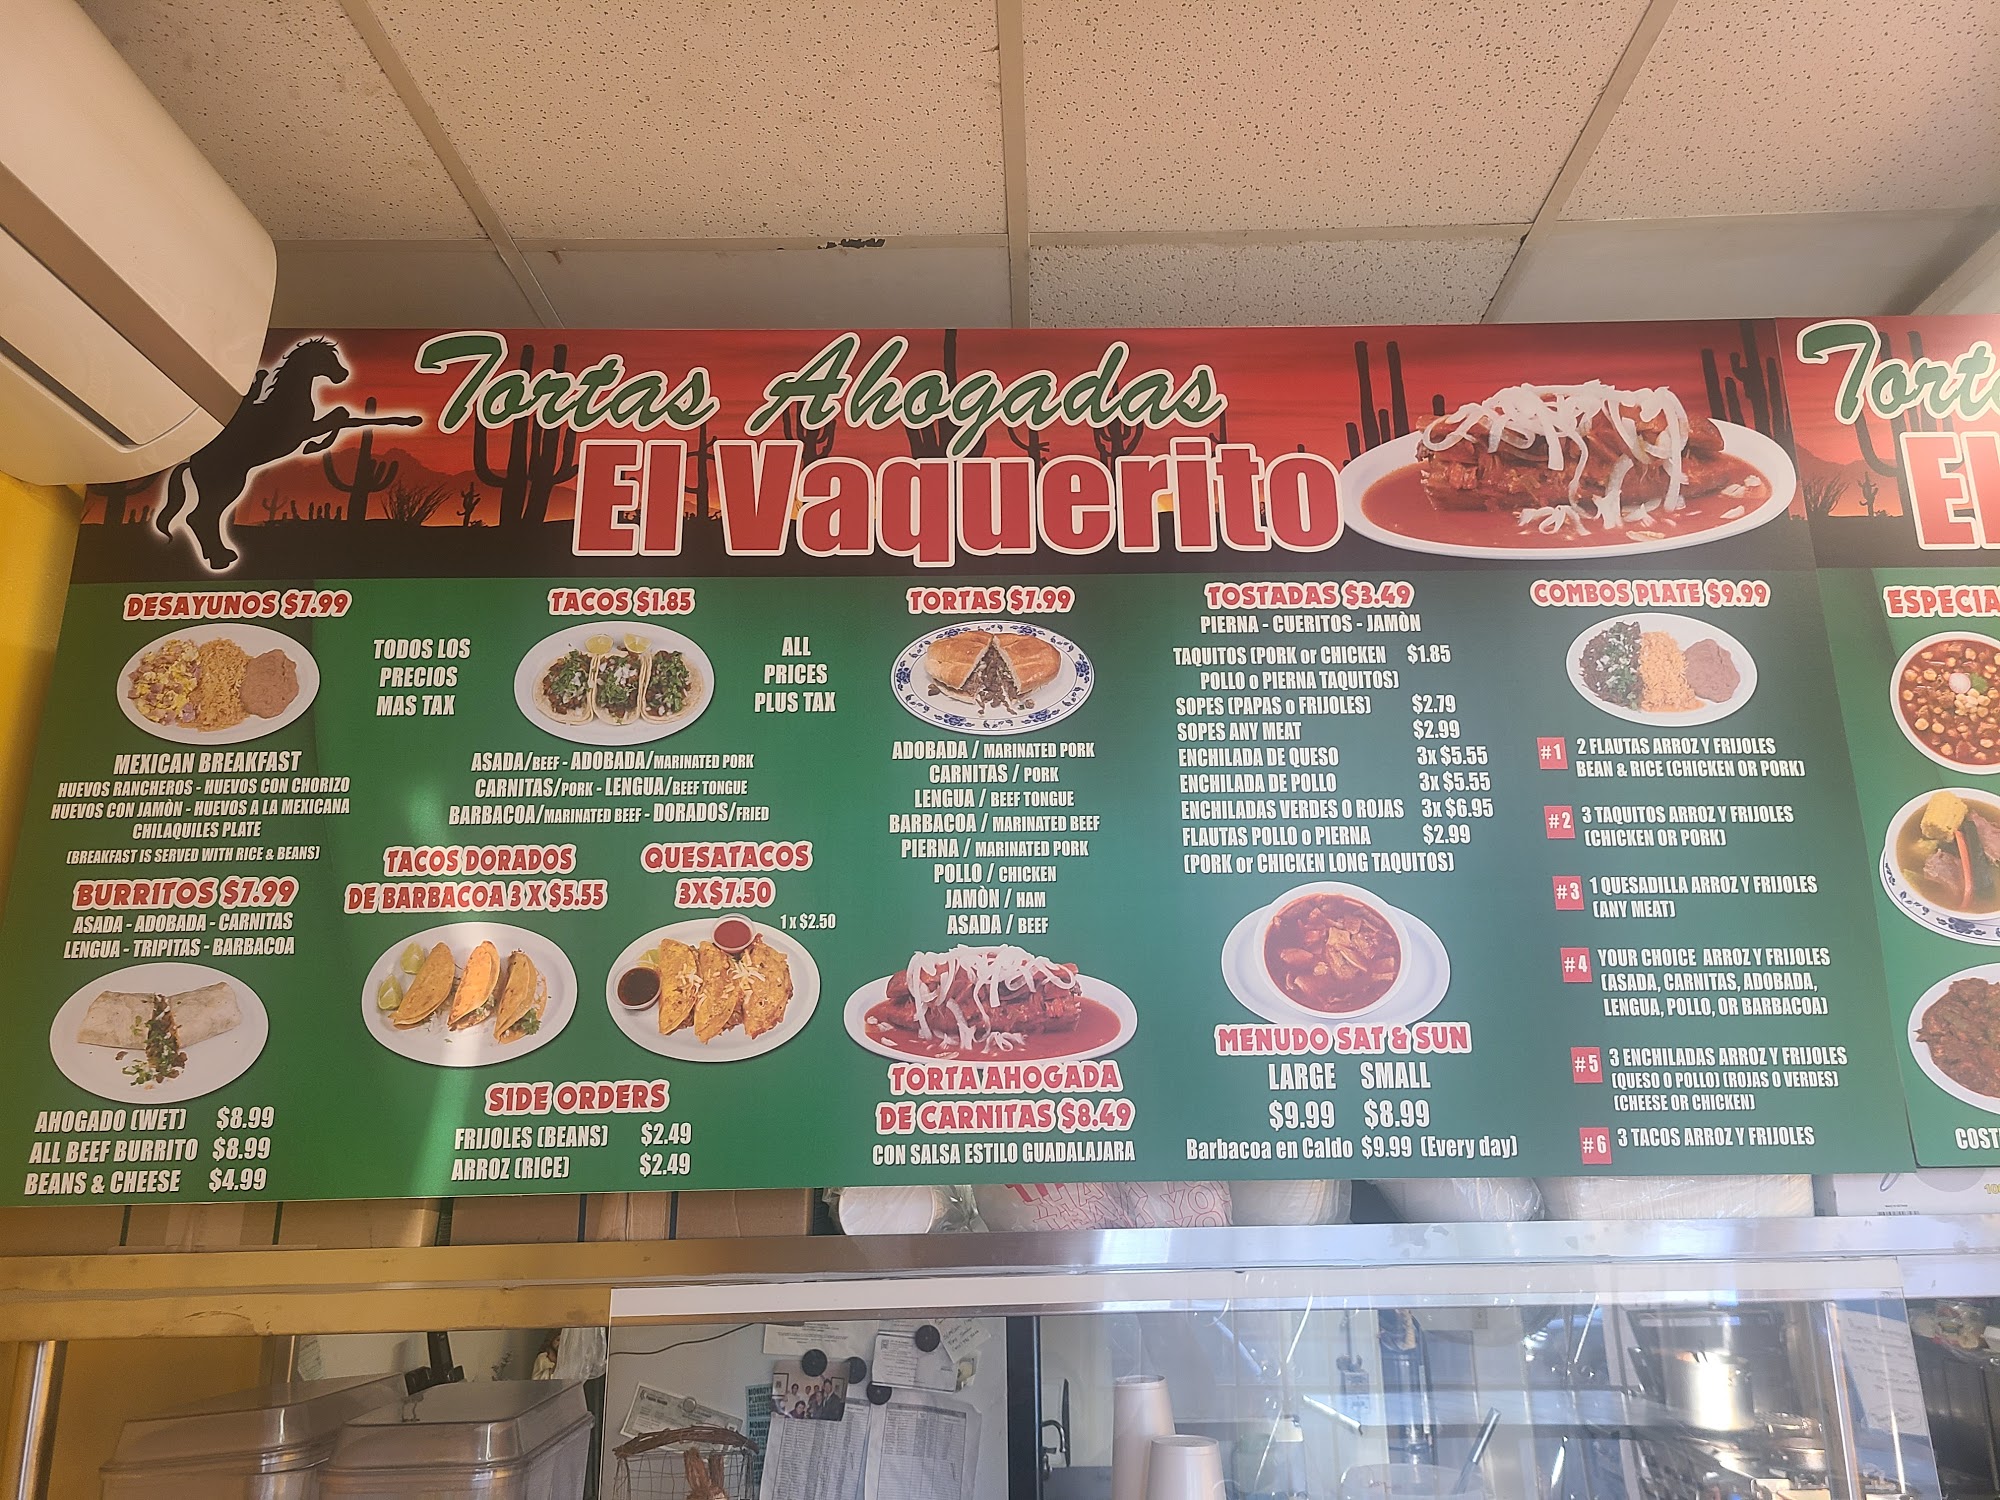 Tortas Ahogadas
El Vaquerito
DESAYUNOS $7.99
MEXICAN BREAKFAST
HUEVOS RANCHEROS - HUEVOS CON CHORIZO
HUEVOS CON JAMÒN - HUEVOS A LA MEXICANA
CHILAQUILES PLATE
(BREAKFAST IS SERVED WITH RICE & BEANS)
BURRITOS $7.99
ASADA - ADOBADA - CARNITAS
LENGUA - TRIPITAS - BARBACOA
AHOGADO (WET) $8.99
ALL BEEF BURRITO $8.99
BEANS & CHEESE $4.99
TODOS LOS
PRECIOS
MAS TAX
TACOS $1.85
ALL
PRICES
PLUS TAX
ASADA/BEEF - ADOBADA/MARINATED PORK
CARNITAS/PORK - LENGUA/BEEF TONGUE
BARBACOA/MARINATED BEEF - DORADOS/FRIED
TACOS DORADOS
DE BARBACOA 3 X $5.55
QUESATACOS
3X$7.50
1 x $2.50
SIDE ORDERS
FRIJOLES (BEANS) $2.49
ARROZ (RICE) $2.49
TORTAS $7.99
ADOBADA / MARINATED PORK
CARNITAS / PORK
LENGUA / BEEF TONGUE
BARBACOA / MARINATED BEEF
PIERNA / MARINATED PORK
POLLO / CHICKEN
JAMÒN / HAM
ASADA / BEEF
TORTA AHOGADA
DE CARNITAS $8.49
CON SALSA ESTILO GUADALAJARA
TOSTADAS $3.49
PIERNA - CUERITOS - JAMÒN
TAQUITOS (PORK or CHICKEN $1.85
POLLO o PIERNA TAQUITOS)
SOPES (PAPAS o FRIJOLES) $2.79
SOPES ANY MEAT $2.99
ENCHILADA DE QUESO 3x $5.55
ENCHILADA DE POLLO 3x $5.55
ENCHILADAS VERDES O ROJAS 3x $6.95
FLAUTAS POLLO o PIERNA $2.99
(PORK or CHICKEN LONG TAQUITOS)
MENUDO SAT & SUN
LARGE SMALL
$9.99 $8.99
Barbacoa en Caldo $9.99 (Every day)
COMBOS PLATE $9.99
#1 2 FLAUTAS ARROZ Y FRIJOLES
BEAN & RICE (CHICKEN OR PORK)
#2 3 TAQUITOS ARROZ Y FRIJOLES
(CHICKEN OR PORK)
#3 1 QUESADILLA ARROZ Y FRIJOLES
(ANY MEAT)
#4 YOUR CHOICE ARROZ Y FRIJOLES
(ASADA, CARNITAS, ADOBADA,
LENGUA, POLLO, OR BARBACOA)
#5 3 ENCHILADAS ARROZ Y FRIJOLES
(QUESO O POLLO) (ROJAS O VERDES)
(CHEESE OR CHICKEN)
#6 3 TACOS ARROZ Y FRIJOLES
Torta
El
ESPECIA
COST